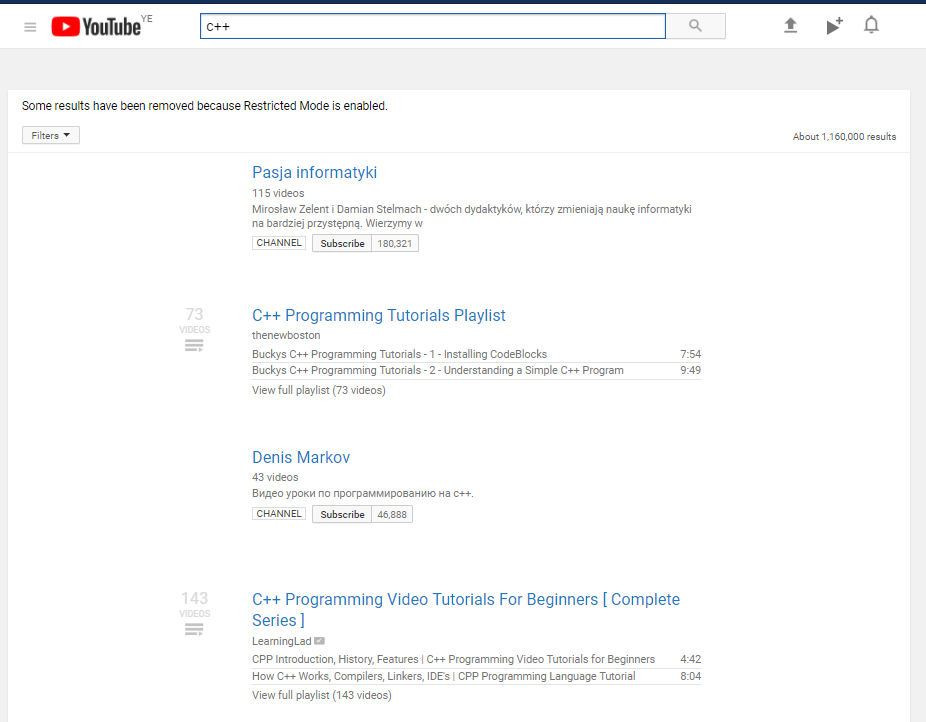 YouTube YE
c++
Some results have been removed because Restricted Mode is enabled.
Filters
About 1,160,000 results
Pasja informatyki
115 videos
Mirosław Zelent i Damian Stelmach - dwóch dydaktyków, którzy zmieniają naukę informatyki
na bardziej przystępną. Wierzymy w
CHANNEL Subscribe 180,321
73
VIDEOS
C++ Programming Tutorials Playlist
thenewboston
Buckys C++ Programming Tutorials - 1 - Installing CodeBlocks 7:54
Buckys C++ Programming Tutorials - 2 - Understanding a Simple C++ Program 9:49
View full playlist (73 videos)
Denis Markov
43 videos
Видео уроки по программированию на c++.
CHANNEL Subscribe 46,888
143
VIDEOS
C++ Programming Video Tutorials For Beginners [ Complete
Series ]
LearningLad
CPP Introduction, History, Features | C++ Programming Video Tutorials for Beginners 4:42
How C++ Works, Compilers, Linkers, IDE's | CPP Programming Language Tutorial 8:04
View full playlist (143 videos)